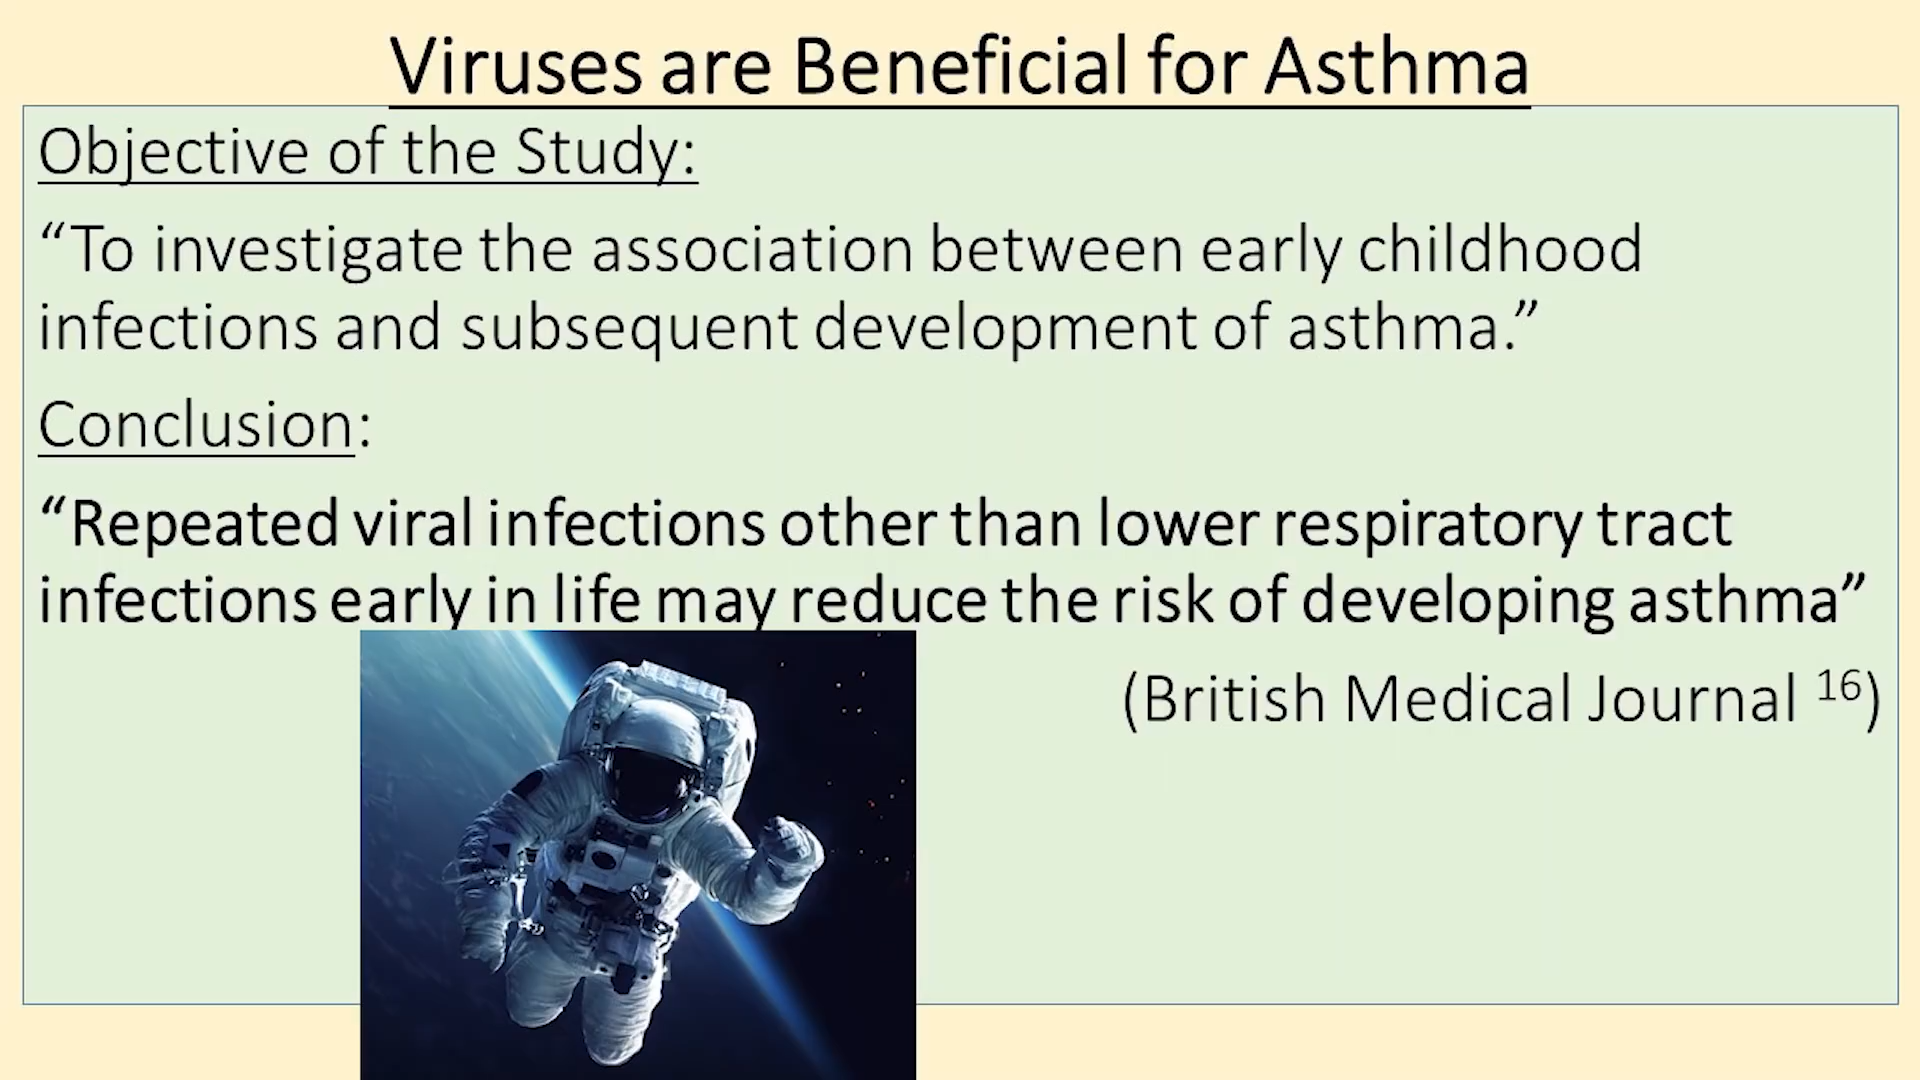 Viruses are Beneficial for Asthma
Objective of the Study:
“To investigate the association between early childhood
infections and subsequent development of asthma.”
Conclusion:
“Repeated viral infections other than lower respiratory tract
infections early in life may reduce the risk of developing asthma”
(British Medical Journal ¹⁶)